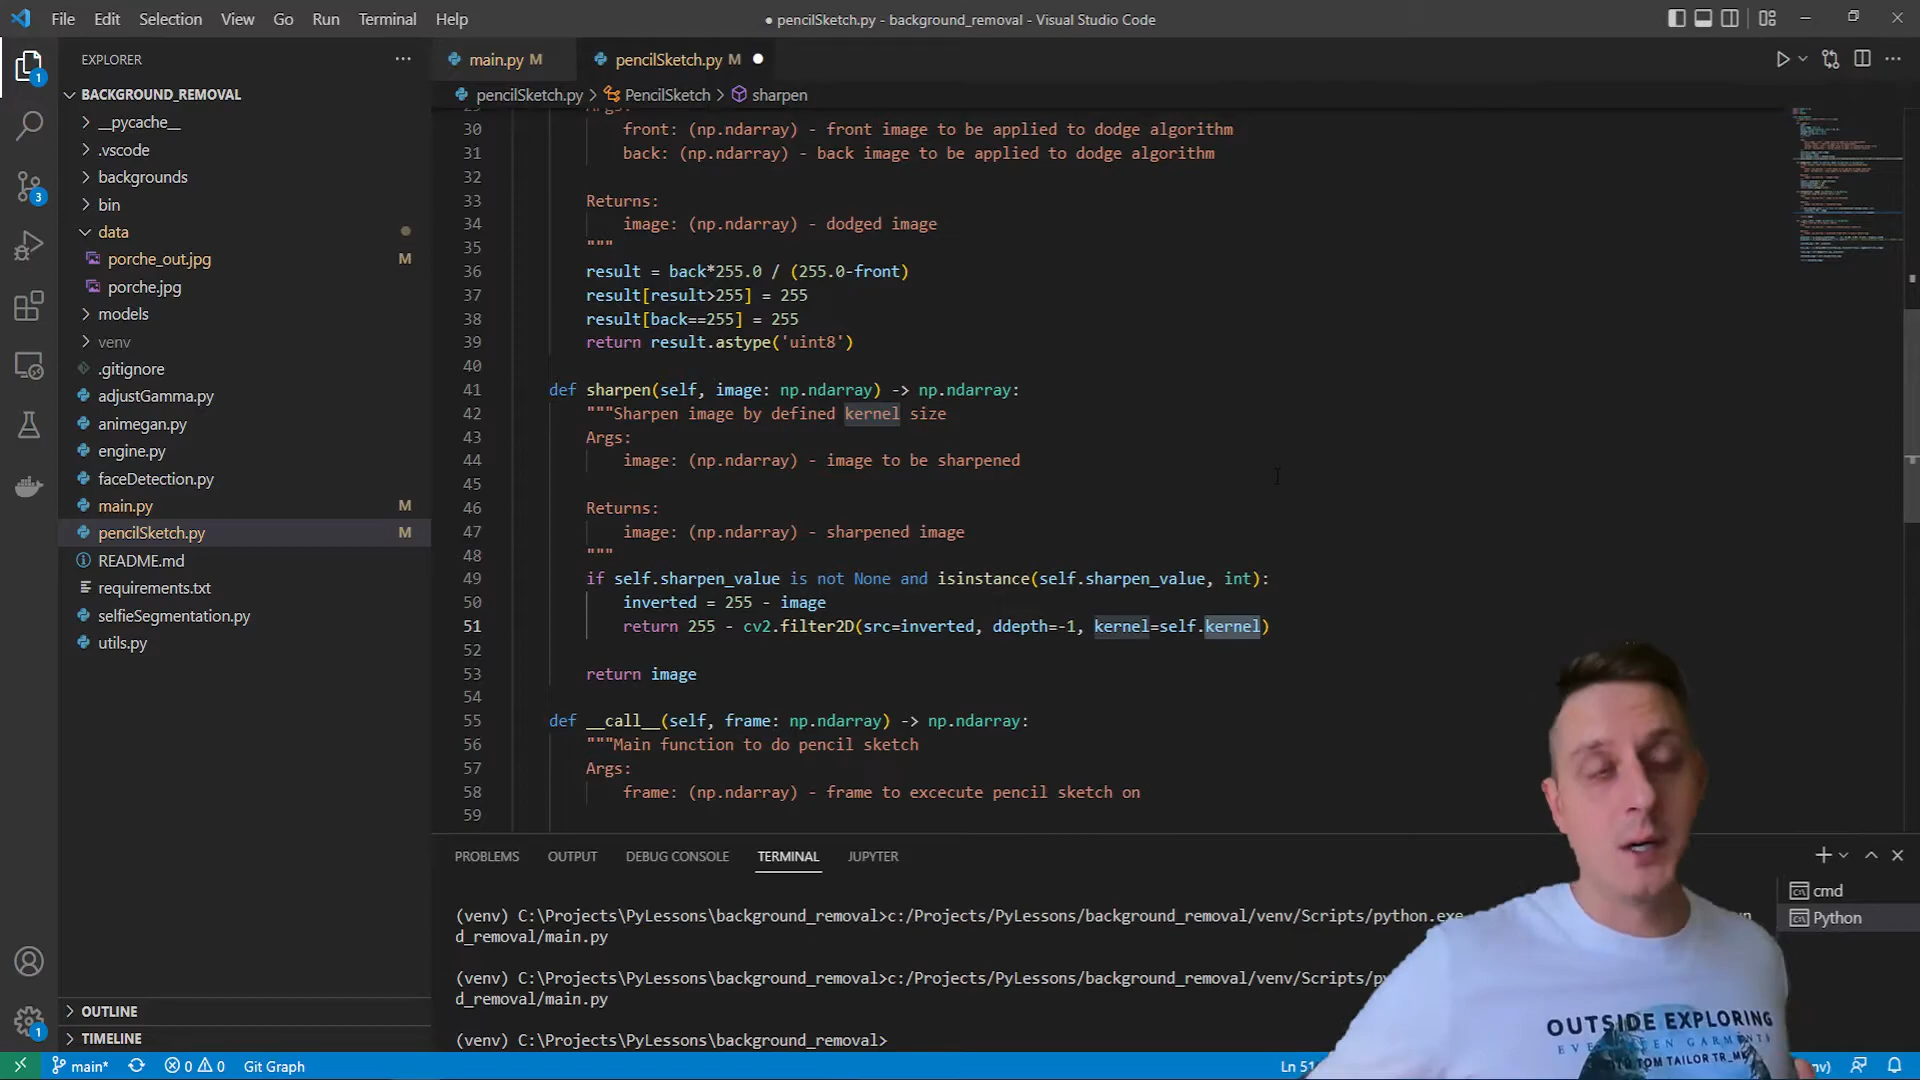 File Edit Selection View Go Run Terminal Help
● pencilSketch.py - background_removal - Visual Studio Code
EXPLORER
BACKGROUND_REMOVAL
__pycache__
.vscode
backgrounds
bin
data
porche_out.jpg M
porche.jpg
models
venv
.gitignore
adjustGamma.py
animegan.py
engine.py
faceDetection.py
main.py M
pencilSketch.py M
README.md
requirements.txt
selfieSegmentation.py
utils.py
OUTLINE
TIMELINE
1
3
1
main.py M
pencilSketch.py M
pencilSketch.py > PencilSketch > sharpen
30 front: (np.ndarray) - front image to be applied to dodge algorithm
31 back: (np.ndarray) - back image to be applied to dodge algorithm
32
33 Returns:
34 image: (np.ndarray) - dodged image
35 """
36 result = back*255.0 / (255.0-front)
37 result[result>255] = 255
38 result[back==255] = 255
39 return result.astype('uint8')
40
41 def sharpen(self, image: np.ndarray) -> np.ndarray:
42 """Sharpen image by defined kernel size
43 Args:
44 image: (np.ndarray) - image to be sharpened
45
46 Returns:
47 image: (np.ndarray) - sharpened image
48 """
49 if self.sharpen_value is not None and isinstance(self.sharpen_value, int):
50 inverted = 255 - image
51 return 255 - cv2.filter2D(src=inverted, ddepth=-1, kernel=self.kernel)
52
53 return image
54
55 def __call__(self, frame: np.ndarray) -> np.ndarray:
56 """Main function to do pencil sketch
57 Args:
58 frame: (np.ndarray) - frame to excecute pencil sketch on
59
PROBLEMS OUTPUT DEBUG CONSOLE TERMINAL JUPYTER
cmd
Python
(venv) C:\Projects\PyLessons\background_removal>c:/Projects/PyLessons/background_removal/venv/Scripts/python.exe
d_removal/main.py
(venv) C:\Projects\PyLessons\background_removal>c:/Projects/PyLessons/background_removal/venv/Scripts/py
d_removal/main.py
(venv) C:\Projects\PyLessons\background_removal>
OUTSIDE EXPLORING
TOM TAILOR
main* 0 0 Git Graph
Ln 51